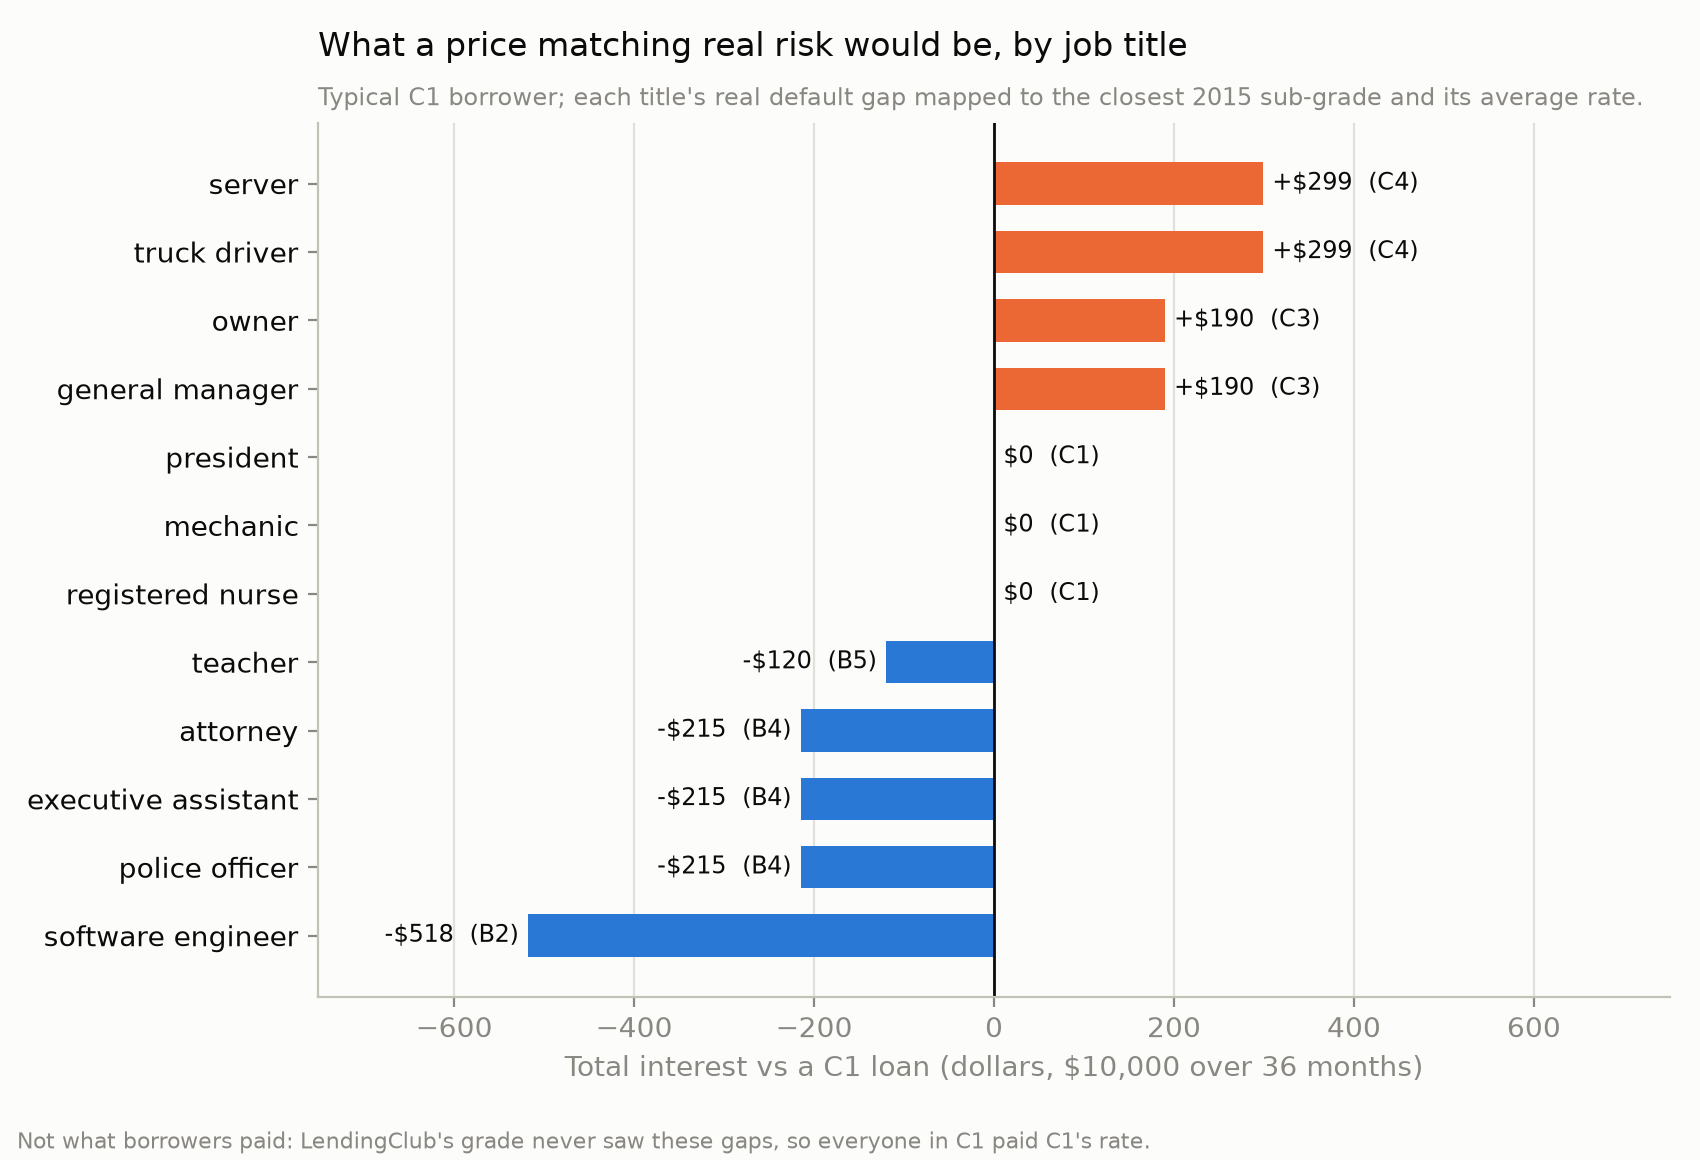 What a price matching real risk would be, by job title
Typical C1 borrower; each title's real default gap mapped to the closest 2015 sub-grade and its average rate.
server +$299 (C4)
truck driver +$299 (C4)
owner +$190 (C3)
general manager +$190 (C3)
president $0 (C1)
mechanic $0 (C1)
registered nurse $0 (C1)
teacher -$120 (B5)
attorney -$215 (B4)
executive assistant -$215 (B4)
police officer -$215 (B4)
software engineer -$518 (B2)
−600 −400 −200 0 200 400 600
Total interest vs a C1 loan (dollars, $10,000 over 36 months)
Not what borrowers paid: LendingClub's grade never saw these gaps, so everyone in C1 paid C1's rate.